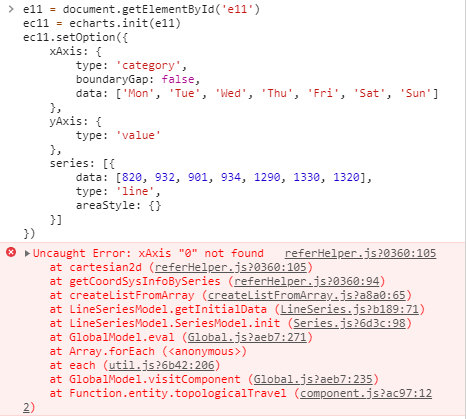 > e11 = document.getElementById('e11')
ec11 = echarts.init(e11)
ec11.setOption({
    xAxis: {
        type: 'category',
        boundaryGap: false,
        data: ['Mon', 'Tue', 'Wed', 'Thu', 'Fri', 'Sat', 'Sun']
    },
    yAxis: {
        type: 'value'
    },
    series: [{
        data: [820, 932, 901, 934, 1290, 1330, 1320],
        type: 'line',
        areaStyle: {}
    }]
})
▶Uncaught Error: xAxis "0" not found referHelper.js?0360:105
    at cartesian2d (referHelper.js?0360:105)
    at getCoordSysInfoBySeries (referHelper.js?0360:94)
    at createListFromArray (createListFromArray.js?a8a0:65)
    at LineSeriesModel.getInitialData (LineSeries.js?b189:71)
    at LineSeriesModel.SeriesModel.init (Series.js?6d3c:98)
    at GlobalModel.eval (Global.js?aeb7:271)
    at Array.forEach (<anonymous>)
    at each (util.js?6b42:206)
    at GlobalModel.visitComponent (Global.js?aeb7:235)
    at Function.entity.topologicalTravel (component.js?ac97:12
2)